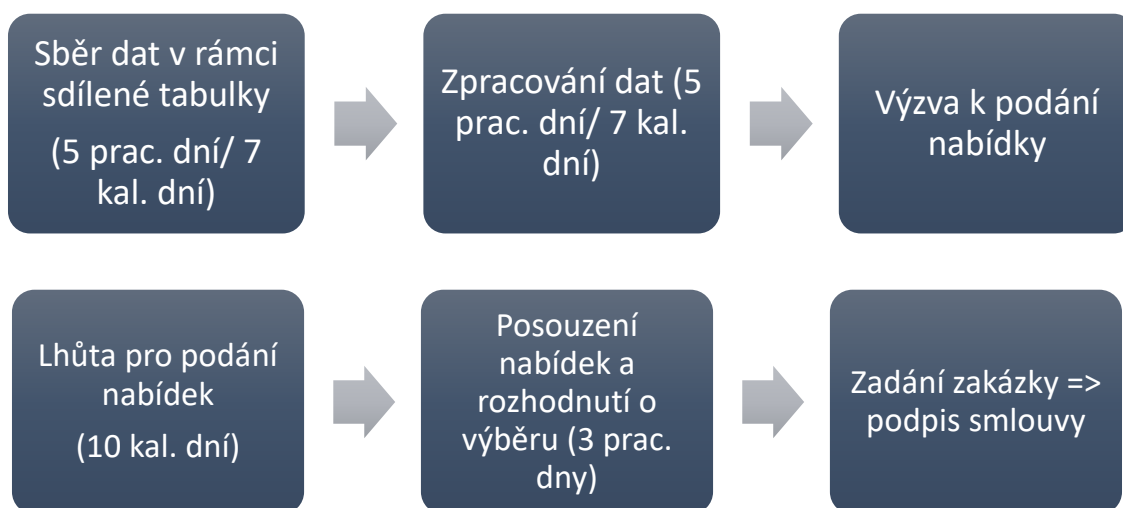 Sběr dat v rámci
sdílené tabulky
(5 prac. dní/ 7
kal. dní)
Zpracování dat (5
prac. dní/ 7 kal.
dní)
Výzva k podání
nabídky
Lhůta pro podání
nabídek
(10 kal. dní)
Posouzení
nabídek a
rozhodnutí o
výběru (3 prac.
dny)
Zadání zakázky =>
podpis smlouvy